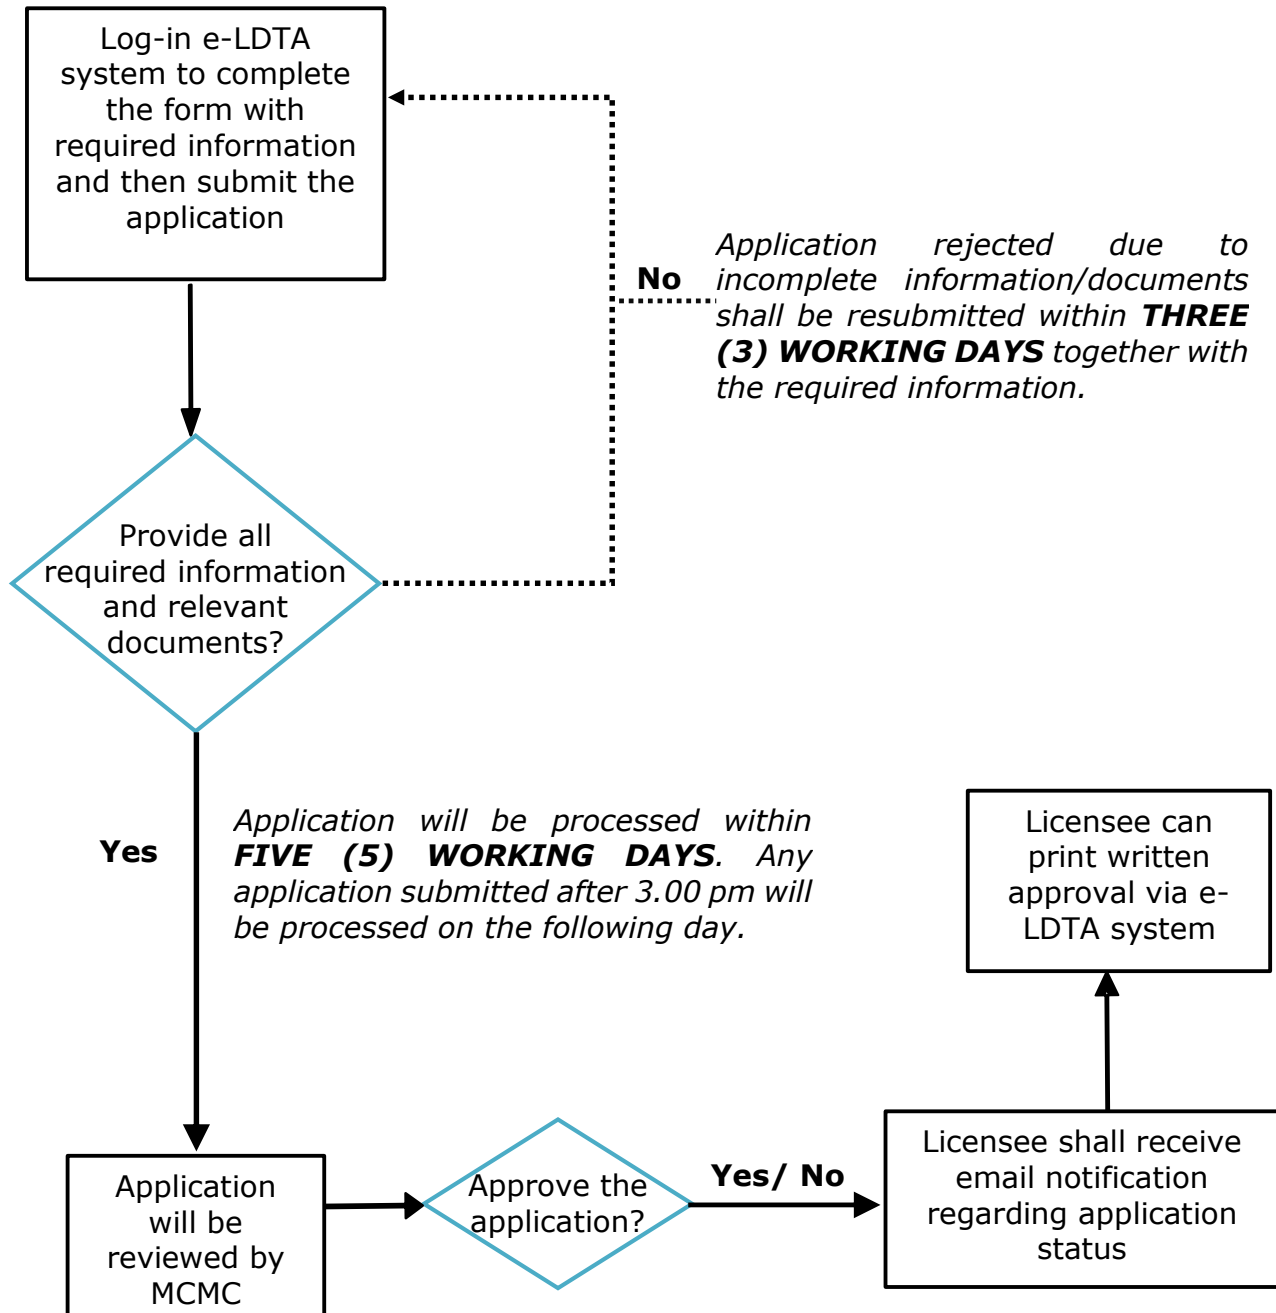 Log-in e-LDTA
system to complete
the form with
required information
and then submit the
application
No
Application rejected due to
incomplete information/documents
shall be resubmitted within THREE
(3) WORKING DAYS together with
the required information.
Provide all
required information
and relevant
documents?
Yes
Application will be processed within
FIVE (5) WORKING DAYS. Any
application submitted after 3.00 pm will
be processed on the following day.
Application
will be
reviewed by
MCMC
Approve the
application?
Yes/ No
Licensee shall receive
email notification
regarding application
status
Licensee can
print written
approval via e-
LDTA system